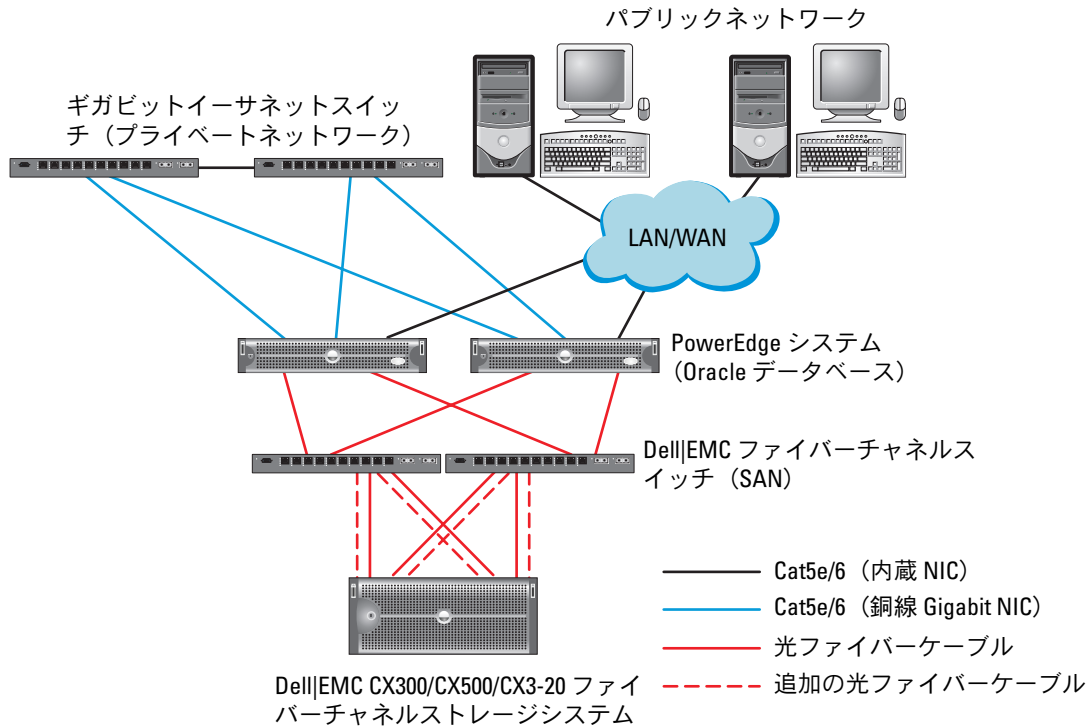 パブリックネットワーク
ギガビットイーサネットスイッ
チ（プライベートネットワーク）
LAN/WAN
PowerEdge システム
（Oracle データベース）
Dell|EMC ファイバーチャネルス
イッチ（SAN）
Cat5e/6（内蔵 NIC）
Cat5e/6（銅線 Gigabit NIC）
光ファイバーケーブル
追加の光ファイバーケーブル
Dell|EMC CX300/CX500/CX3-20 ファイ
バーチャネルストレージシステム